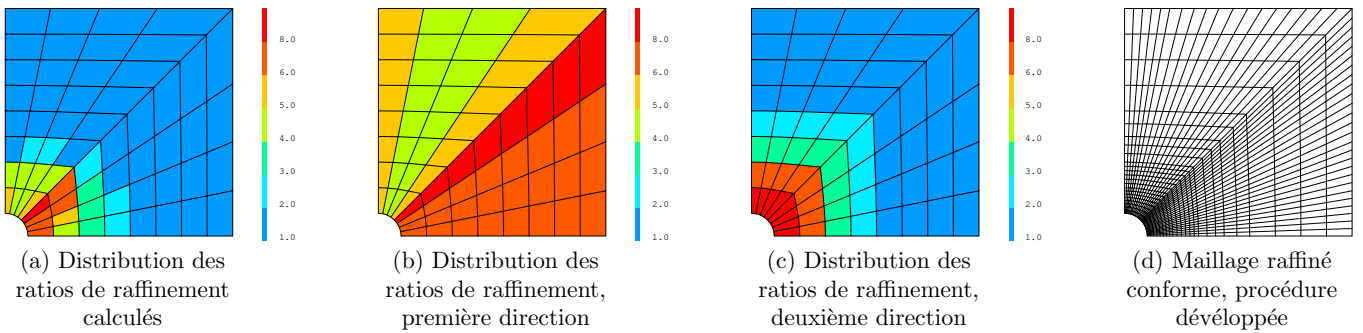 8.0
6.0
5.0
4.0
3.0
2.0
1.0
8.0
6.0
5.0
4.0
3.0
2.0
1.0
8.0
6.0
5.0
4.0
3.0
2.0
1.0
(a) Distribution des
ratios de raffinement
calculés
(b) Distribution des
ratios de raffinement,
première direction
(c) Distribution des
ratios de raffinement,
deuxième direction
(d) Maillage raffiné
conforme, procédure
dévéloppée